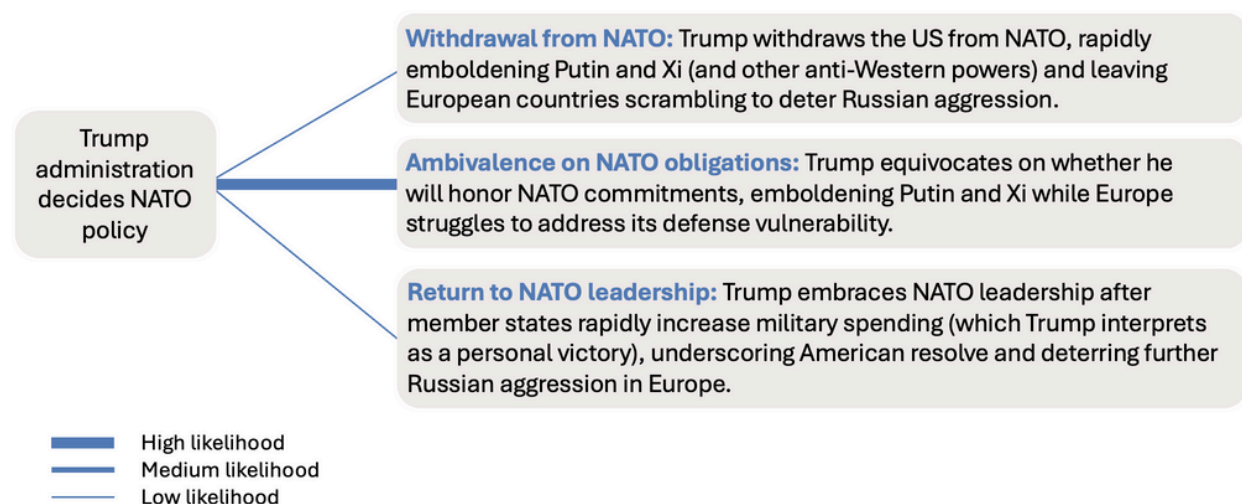 Trump
administration
decides NATO
policy
Withdrawal from NATO: Trump withdraws the US from NATO, rapidly
emboldening Putin and Xi (and other anti-Western powers) and leaving
European countries scrambling to deter Russian aggression.
Ambivalence on NATO obligations: Trump equivocates on whether he
will honor NATO commitments, emboldening Putin and Xi while Europe
struggles to address its defense vulnerability.
Return to NATO leadership: Trump embraces NATO leadership after
member states rapidly increase military spending (which Trump interprets
as a personal victory), underscoring American resolve and deterring further
Russian aggression in Europe.
High likelihood
Medium likelihood
Low likelihood